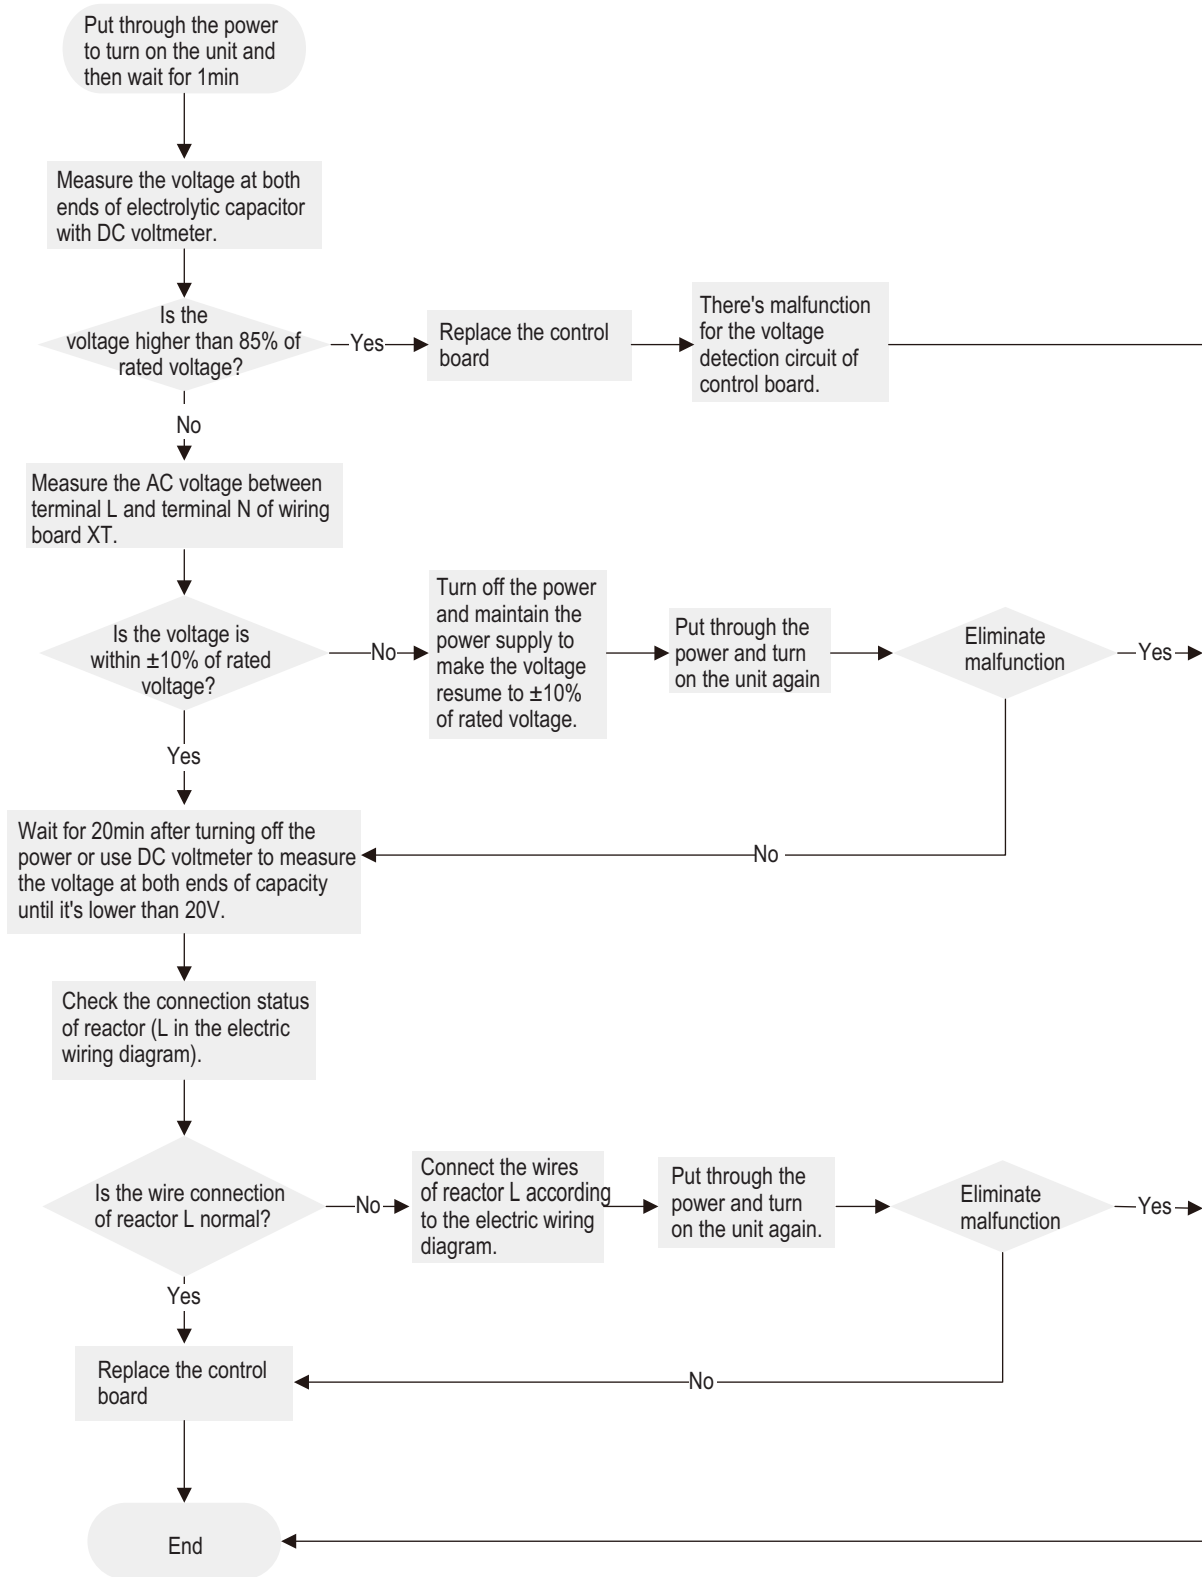 Put through the power
to turn on the unit and
then wait for 1min
Measure the voltage at both
ends of electrolytic capacitor
with DC voltmeter.
Is the
voltage higher than 85% of
rated voltage?
Yes
Replace the control
board
There's malfunction
for the voltage
detection circuit of
control board.
No
Measure the AC voltage between
terminal L and terminal N of wiring
board XT.
Is the voltage is
within ±10% of rated
voltage?
No
Turn off the power
and maintain the
power supply to
make the voltage
resume to ±10%
of rated voltage.
Put through the
power and turn
on the unit again
Eliminate
malfunction
Yes
Yes
No
Wait for 20min after turning off the
power or use DC voltmeter to measure
the voltage at both ends of capacity
until it's lower than 20V.
Check the connection status
of reactor (L in the electric
wiring diagram).
Is the wire connection
of reactor L normal?
No
Connect the wires
of reactor L according
to the electric wiring
diagram.
Put through the
power and turn
on the unit again.
Eliminate
malfunction
Yes
Yes
No
Replace the control
board
End